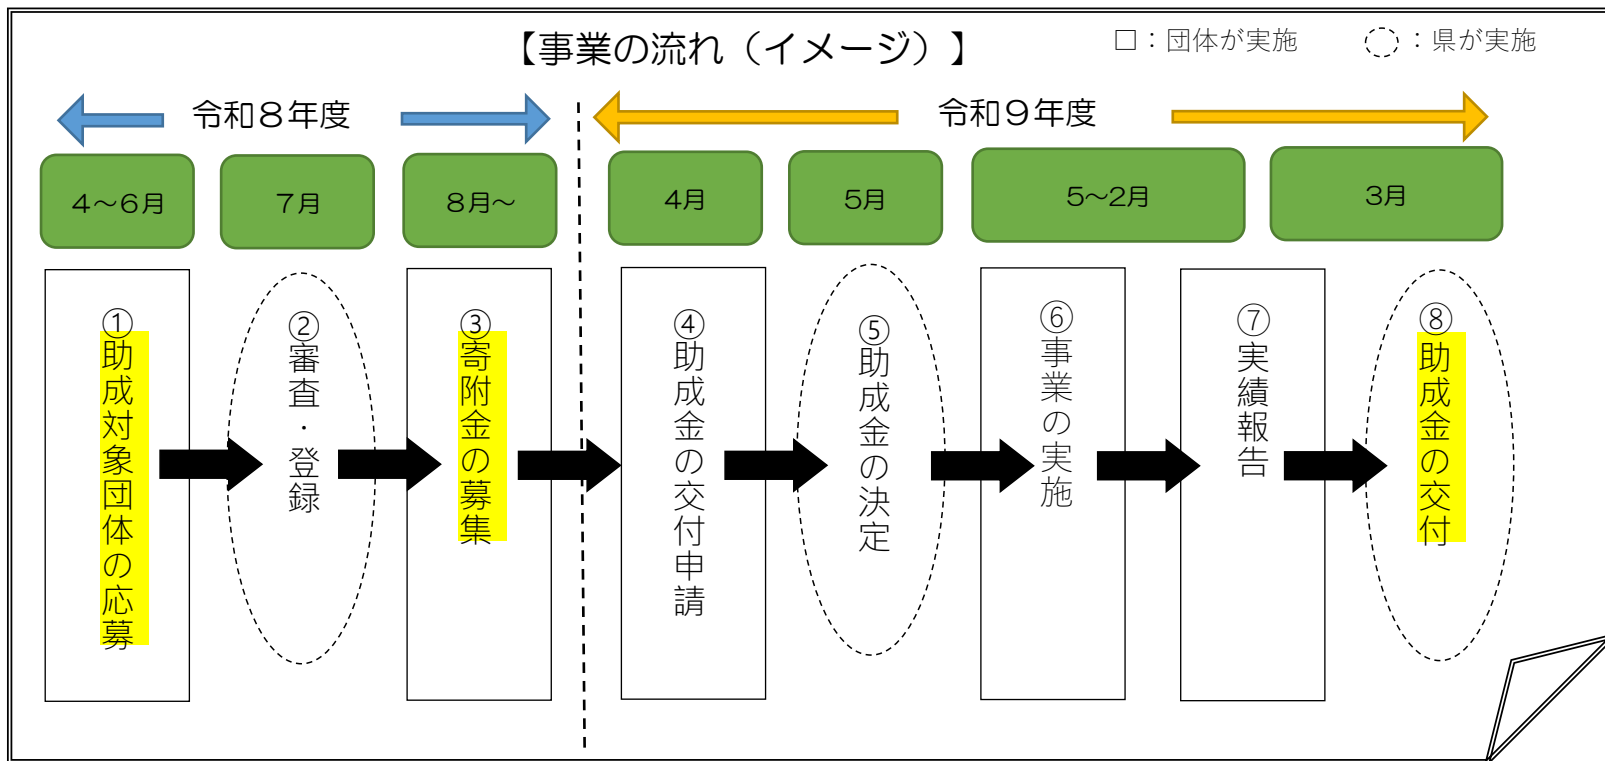 【事業の流れ（イメージ）】
□：団体が実施
：県が実施
令和８年度
令和９年度
４～６月
７月
８月～
４月
５月
５～２月
３月
①助成対象団体の応募
②審査・登録
③寄附金の募集
④助成金の交付申請
⑤助成金の決定
⑥事業の実施
⑦実績報告
⑧助成金の交付